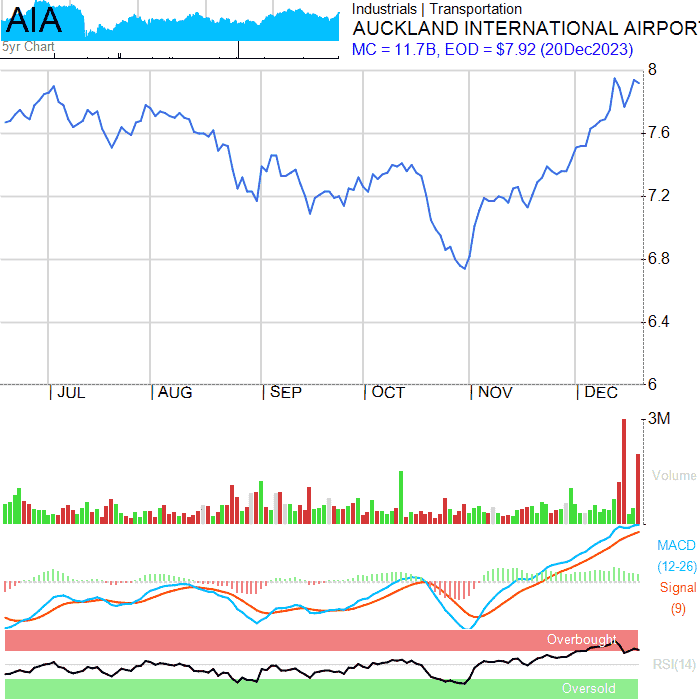 AIA
5yr Chart
Industrials | Transportation
AUCKLAND INTERNATIONAL AIRPOR
MC = 11.7B, EOD = $7.92 (20Dec2023)
8
7.6
7.2
6.8
6.4
6
JUL AUG SEP OCT NOV DEC
3M
Volume
MACD
(12-26)
Signal
(9)
Overbought
RSI(14)
Oversold